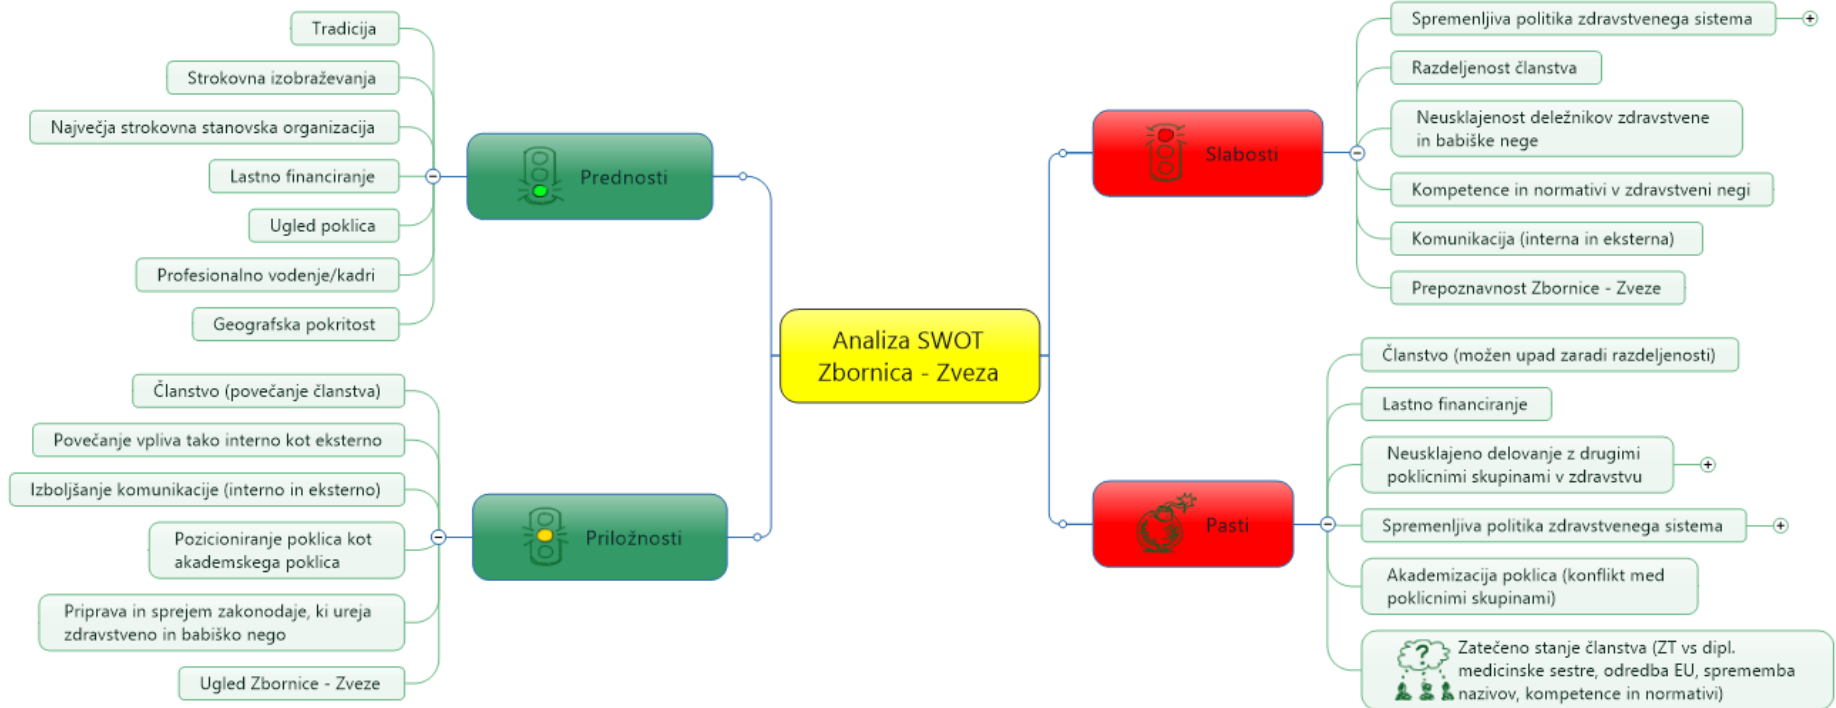 Tradicija
Strokovna izobraževanja
Največja strokovna stanovska organizacija
Lastno financiranje
Ugled poklica
Profesionalno vodenje/kadri
Geografska pokritost
Prednosti
Članstvo (povečanje članstva)
Povečanje vpliva tako interno kot eksterno
Izboljšanje komunikacije (interno in eksterno)
Pozicioniranje poklica kot
akademskega poklica
Priprava in sprejem zakonodaje, ki ureja
zdravstveno in babiško nego
Ugled Zbornice - Zveze
Priložnosti
Analiza SWOT
Zbornica - Zveza
Slabosti
Spremenljiva politika zdravstvenega sistema
Razdeljenost članstva
Neusklajenost deležnikov zdravstvene
in babiške nege
Kompetence in normativi v zdravstveni negi
Komunikacija (interna in eksterna)
Prepoznavnost Zbornice - Zveze
Pasti
Članstvo (možen upad zaradi razdeljenosti)
Lastno financiranje
Neusklajeno delovanje z drugimi
poklicnimi skupinami v zdravstvu
Spremenljiva politika zdravstvenega sistema
Akademizacija poklica (konflikt med
poklicnimi skupinami)
?
Zatečeno stanje članstva (ZT vs dipl.
medicinske sestre, odredba EU, sprememba
nazivov, kompetence in normativi)